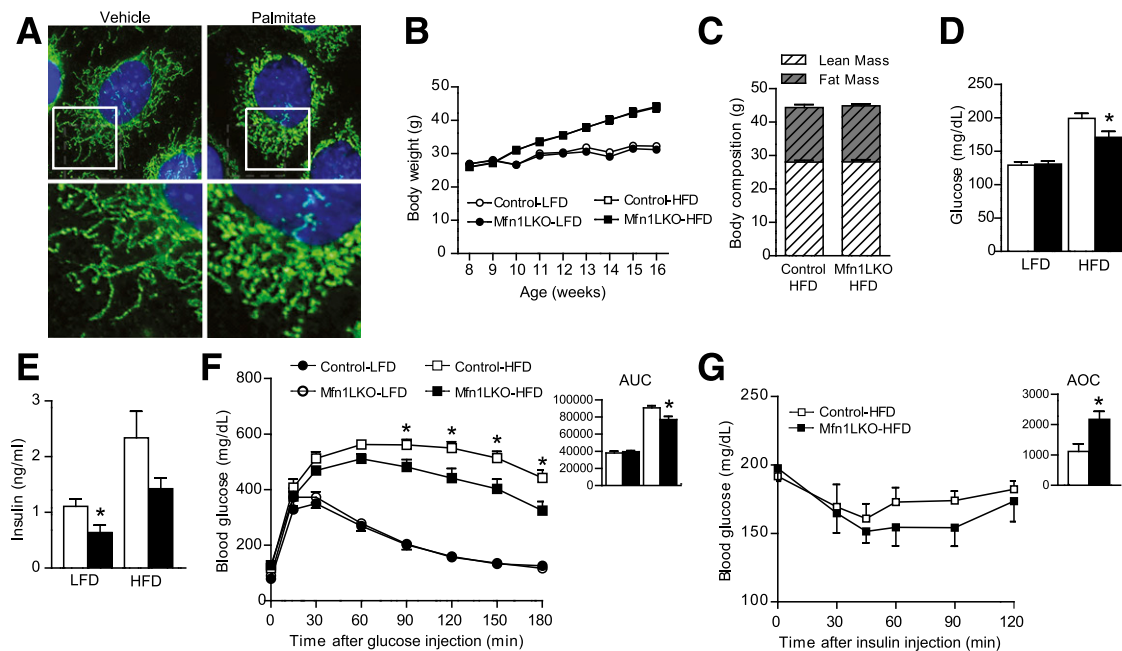 A
Vehicle
Palmitate
B
Body weight (g)
60
50
40
30
20
10
0
Control-LFD
Control-HFD
Mfn1LKO-LFD
Mfn1LKO-HFD
8 9 10 11 12 13 14 15 16
Age (weeks)
C
Lean Mass
Fat Mass
Body composition (g)
50
40
30
20
10
0
Control Mfn1LKO
HFD HFD
D
Glucose (mg/dL)
250
200
150
100
50
0
*
LFD HFD
E
Insulin (ng/ml)
3
2
1
0
*
LFD HFD
F
Control-LFD
Control-HFD
Mfn1LKO-LFD
Mfn1LKO-HFD
Blood glucose (mg/dL)
800
600
400
200
0
* * * *
0 30 60 90 120 150 180
Time after glucose injection (min)
AUC
100000
80000
60000
40000
20000
0
*
G
Control-HFD
Mfn1LKO-HFD
Blood glucose (mg/dL)
250
200
150
100
0 30 60 90 120
Time after insulin injection (min)
AOC
3000
2000
1000
0
*